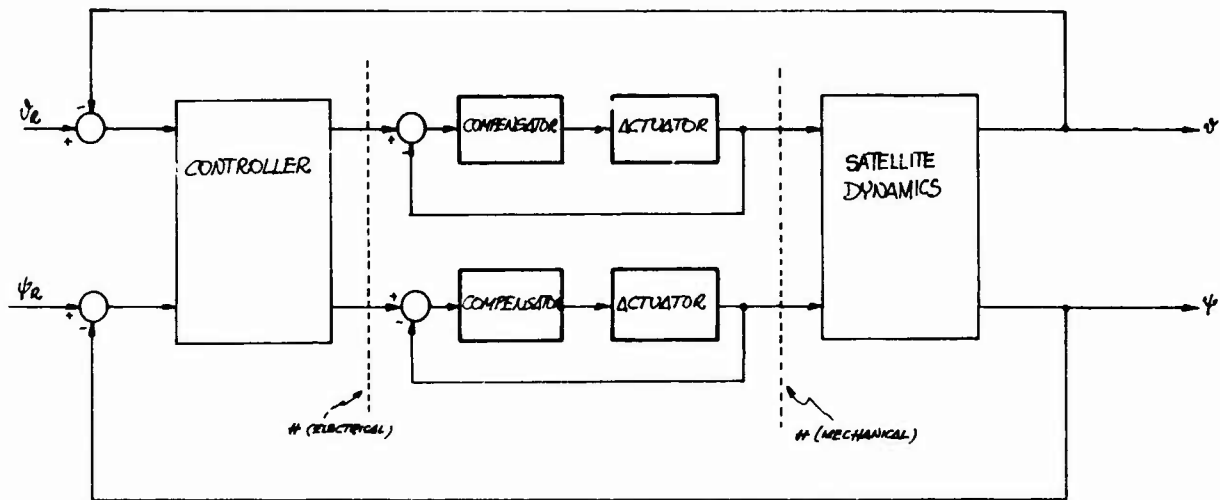 ϑR
+
-
CONTROLLER
+
-
COMPENSATOR
ACTUATOR
SATELLITE
DYNAMICS
ϑ
ψR
+
-
+
-
COMPENSATOR
ACTUATOR
ψ
H (ELECTRICAL)
H (MECHANICAL)